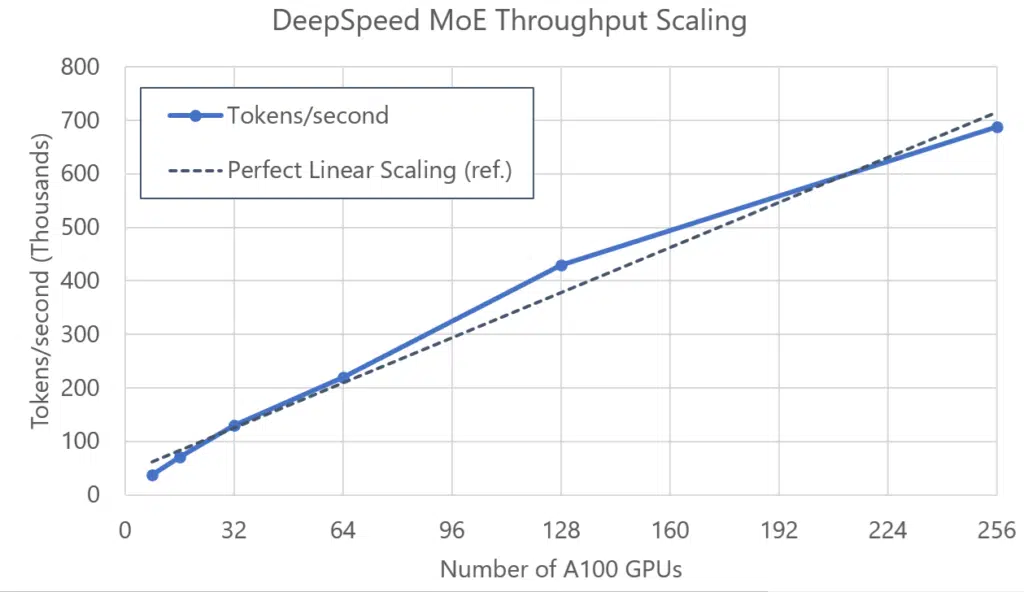 DeepSpeed MoE Throughput Scaling
800
700
600
500
400
300
200
100
0
Tokens/second (Thousands)
Tokens/second
Perfect Linear Scaling (ref.)
0 32 64 96 128 160 192 224 256
Number of A100 GPUs